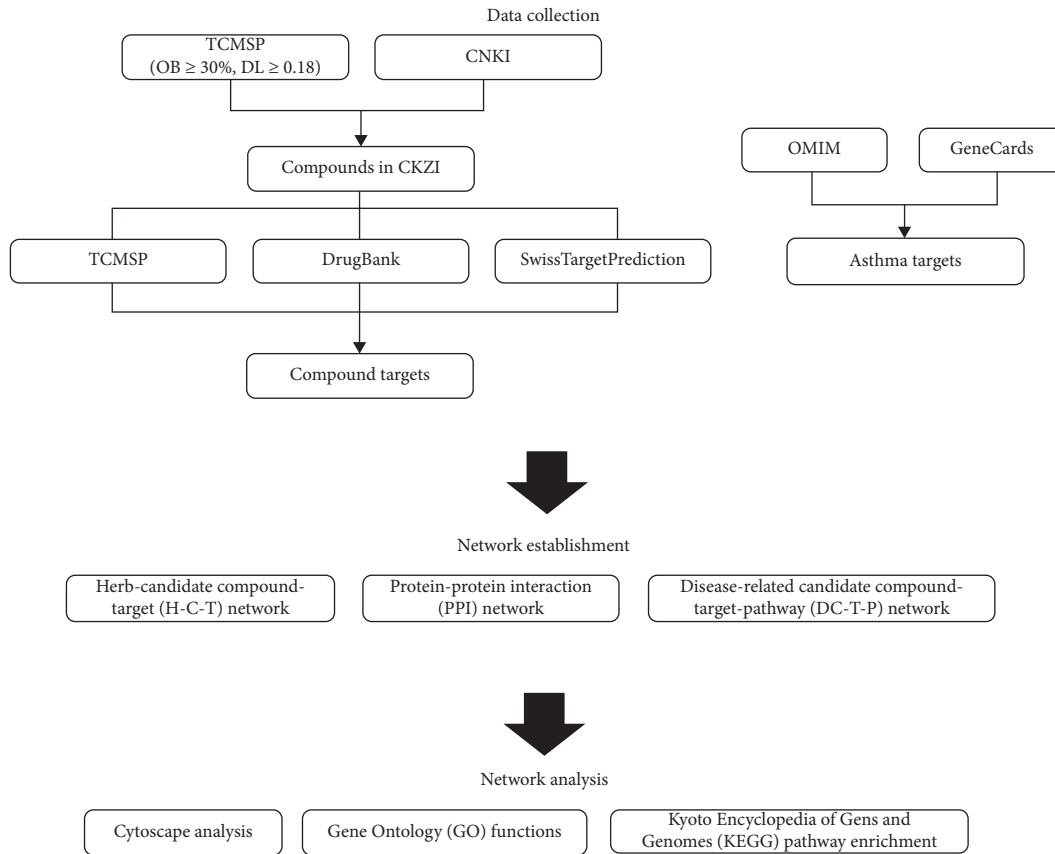 Data collection
TCMSP
(OB ≥ 30%, DL ≥ 0.18)
CNKI
Compounds in CKZI
OMIM
GeneCards
TCMSP
DrugBank
SwissTargetPrediction
Asthma targets
Compound targets
Network establishment
Herb-candidate compound-
target (H-C-T) network
Protein-protein interaction
(PPI) network
Disease-related candidate compound-
target-pathway (DC-T-P) network
Network analysis
Cytoscape analysis
Gene Ontology (GO) functions
Kyoto Encyclopedia of Gens and
Genomes (KEGG) pathway enrichment